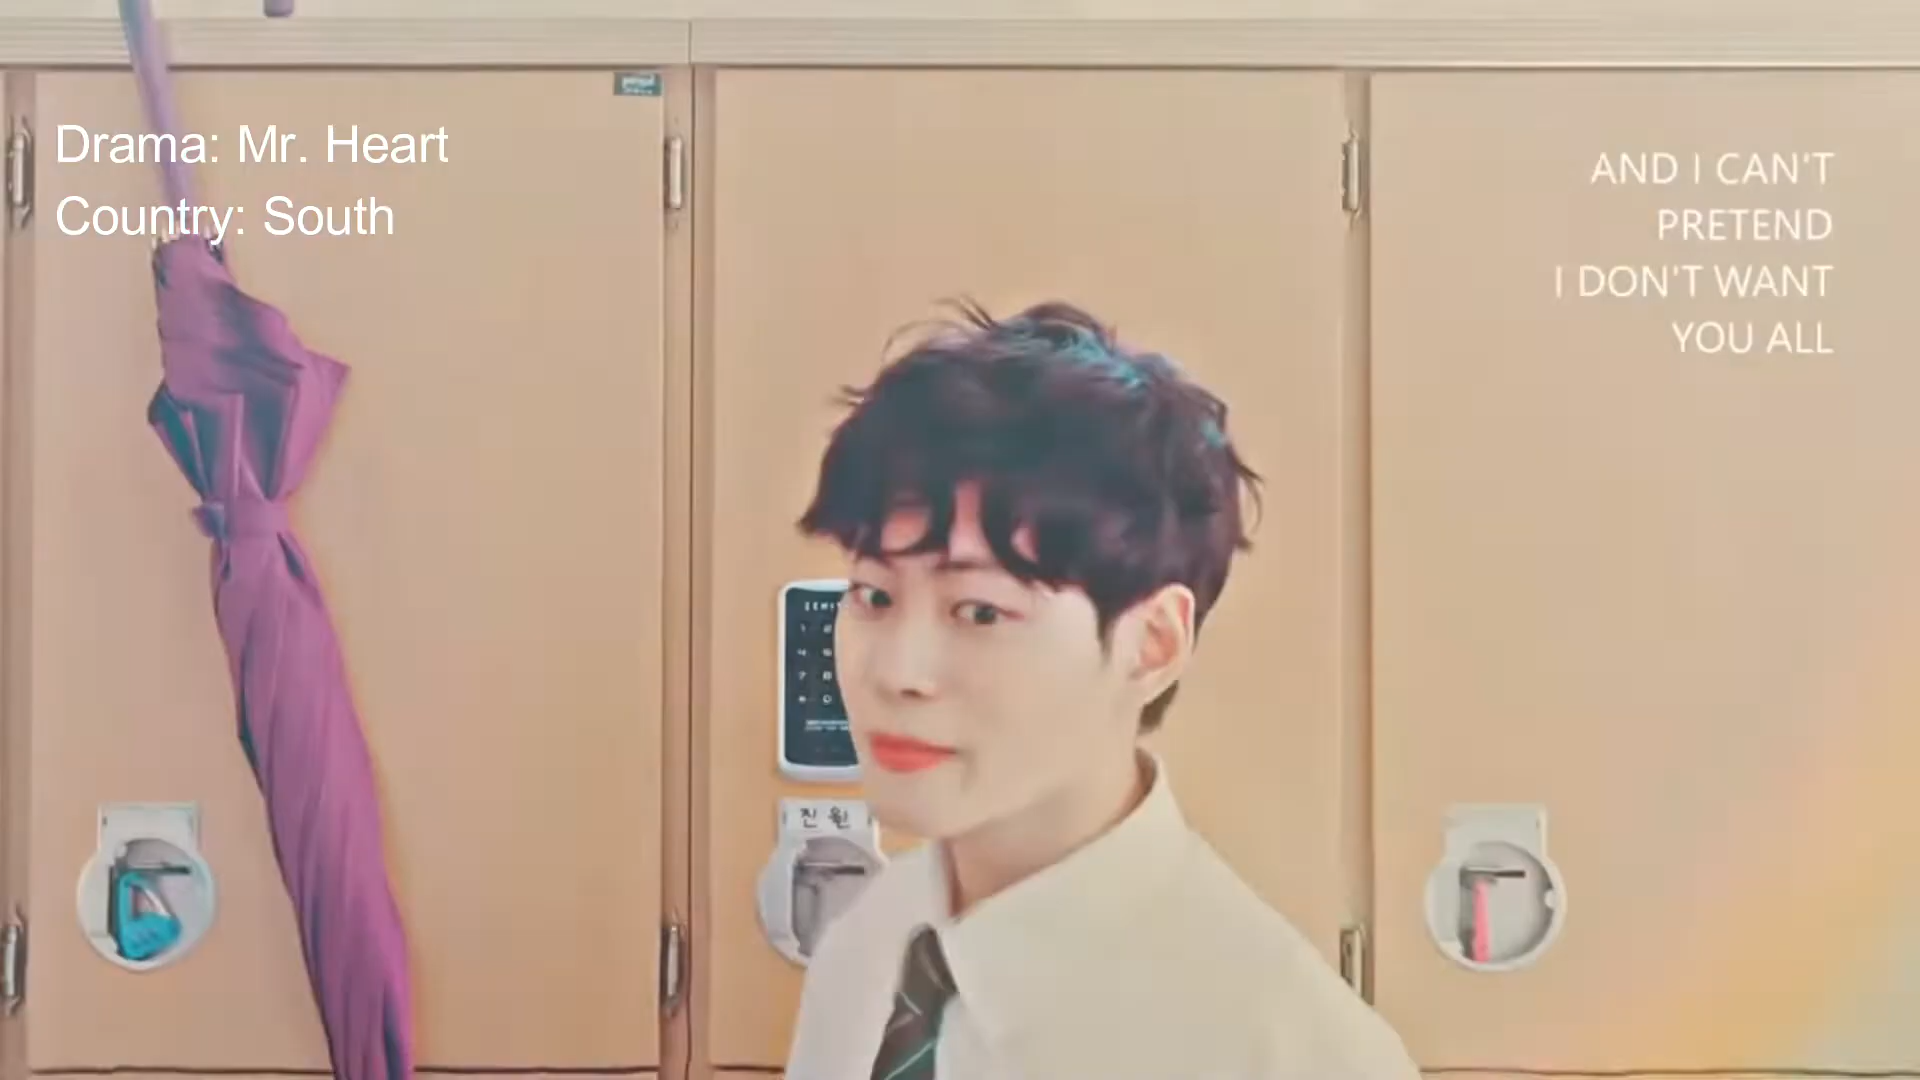 Drama: Mr. Heart
Country: South
AND I CAN'T
PRETEND
I DON'T WANT
YOU ALL
진원